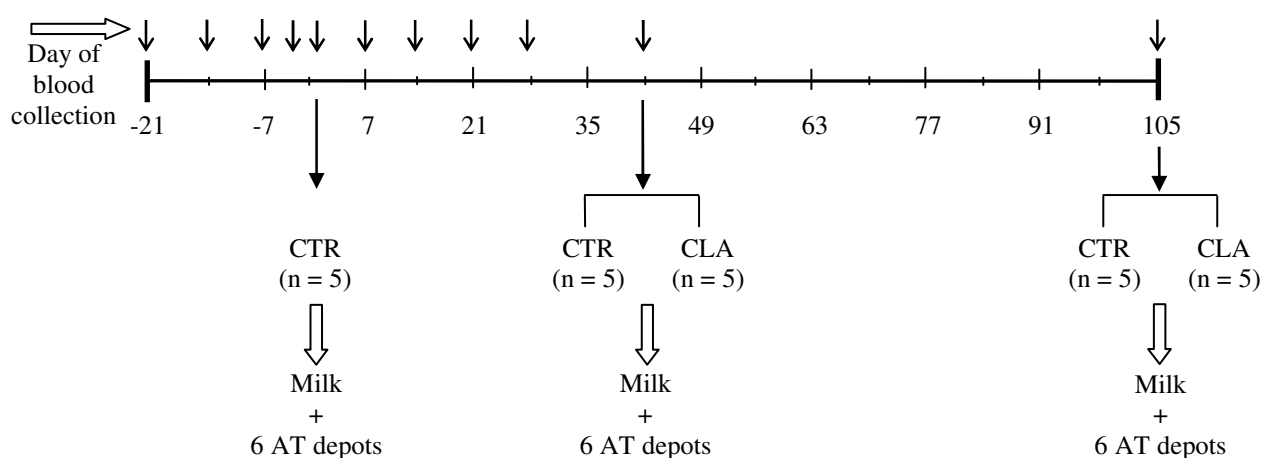 Day of
blood
collection
-21 -7 7 21 35 49 63 77 91 105
CTR
(n = 5)
CTR CLA
(n = 5) (n = 5)
CTR CLA
(n = 5) (n = 5)
Milk
+
6 AT depots
Milk
+
6 AT depots
Milk
+
6 AT depots